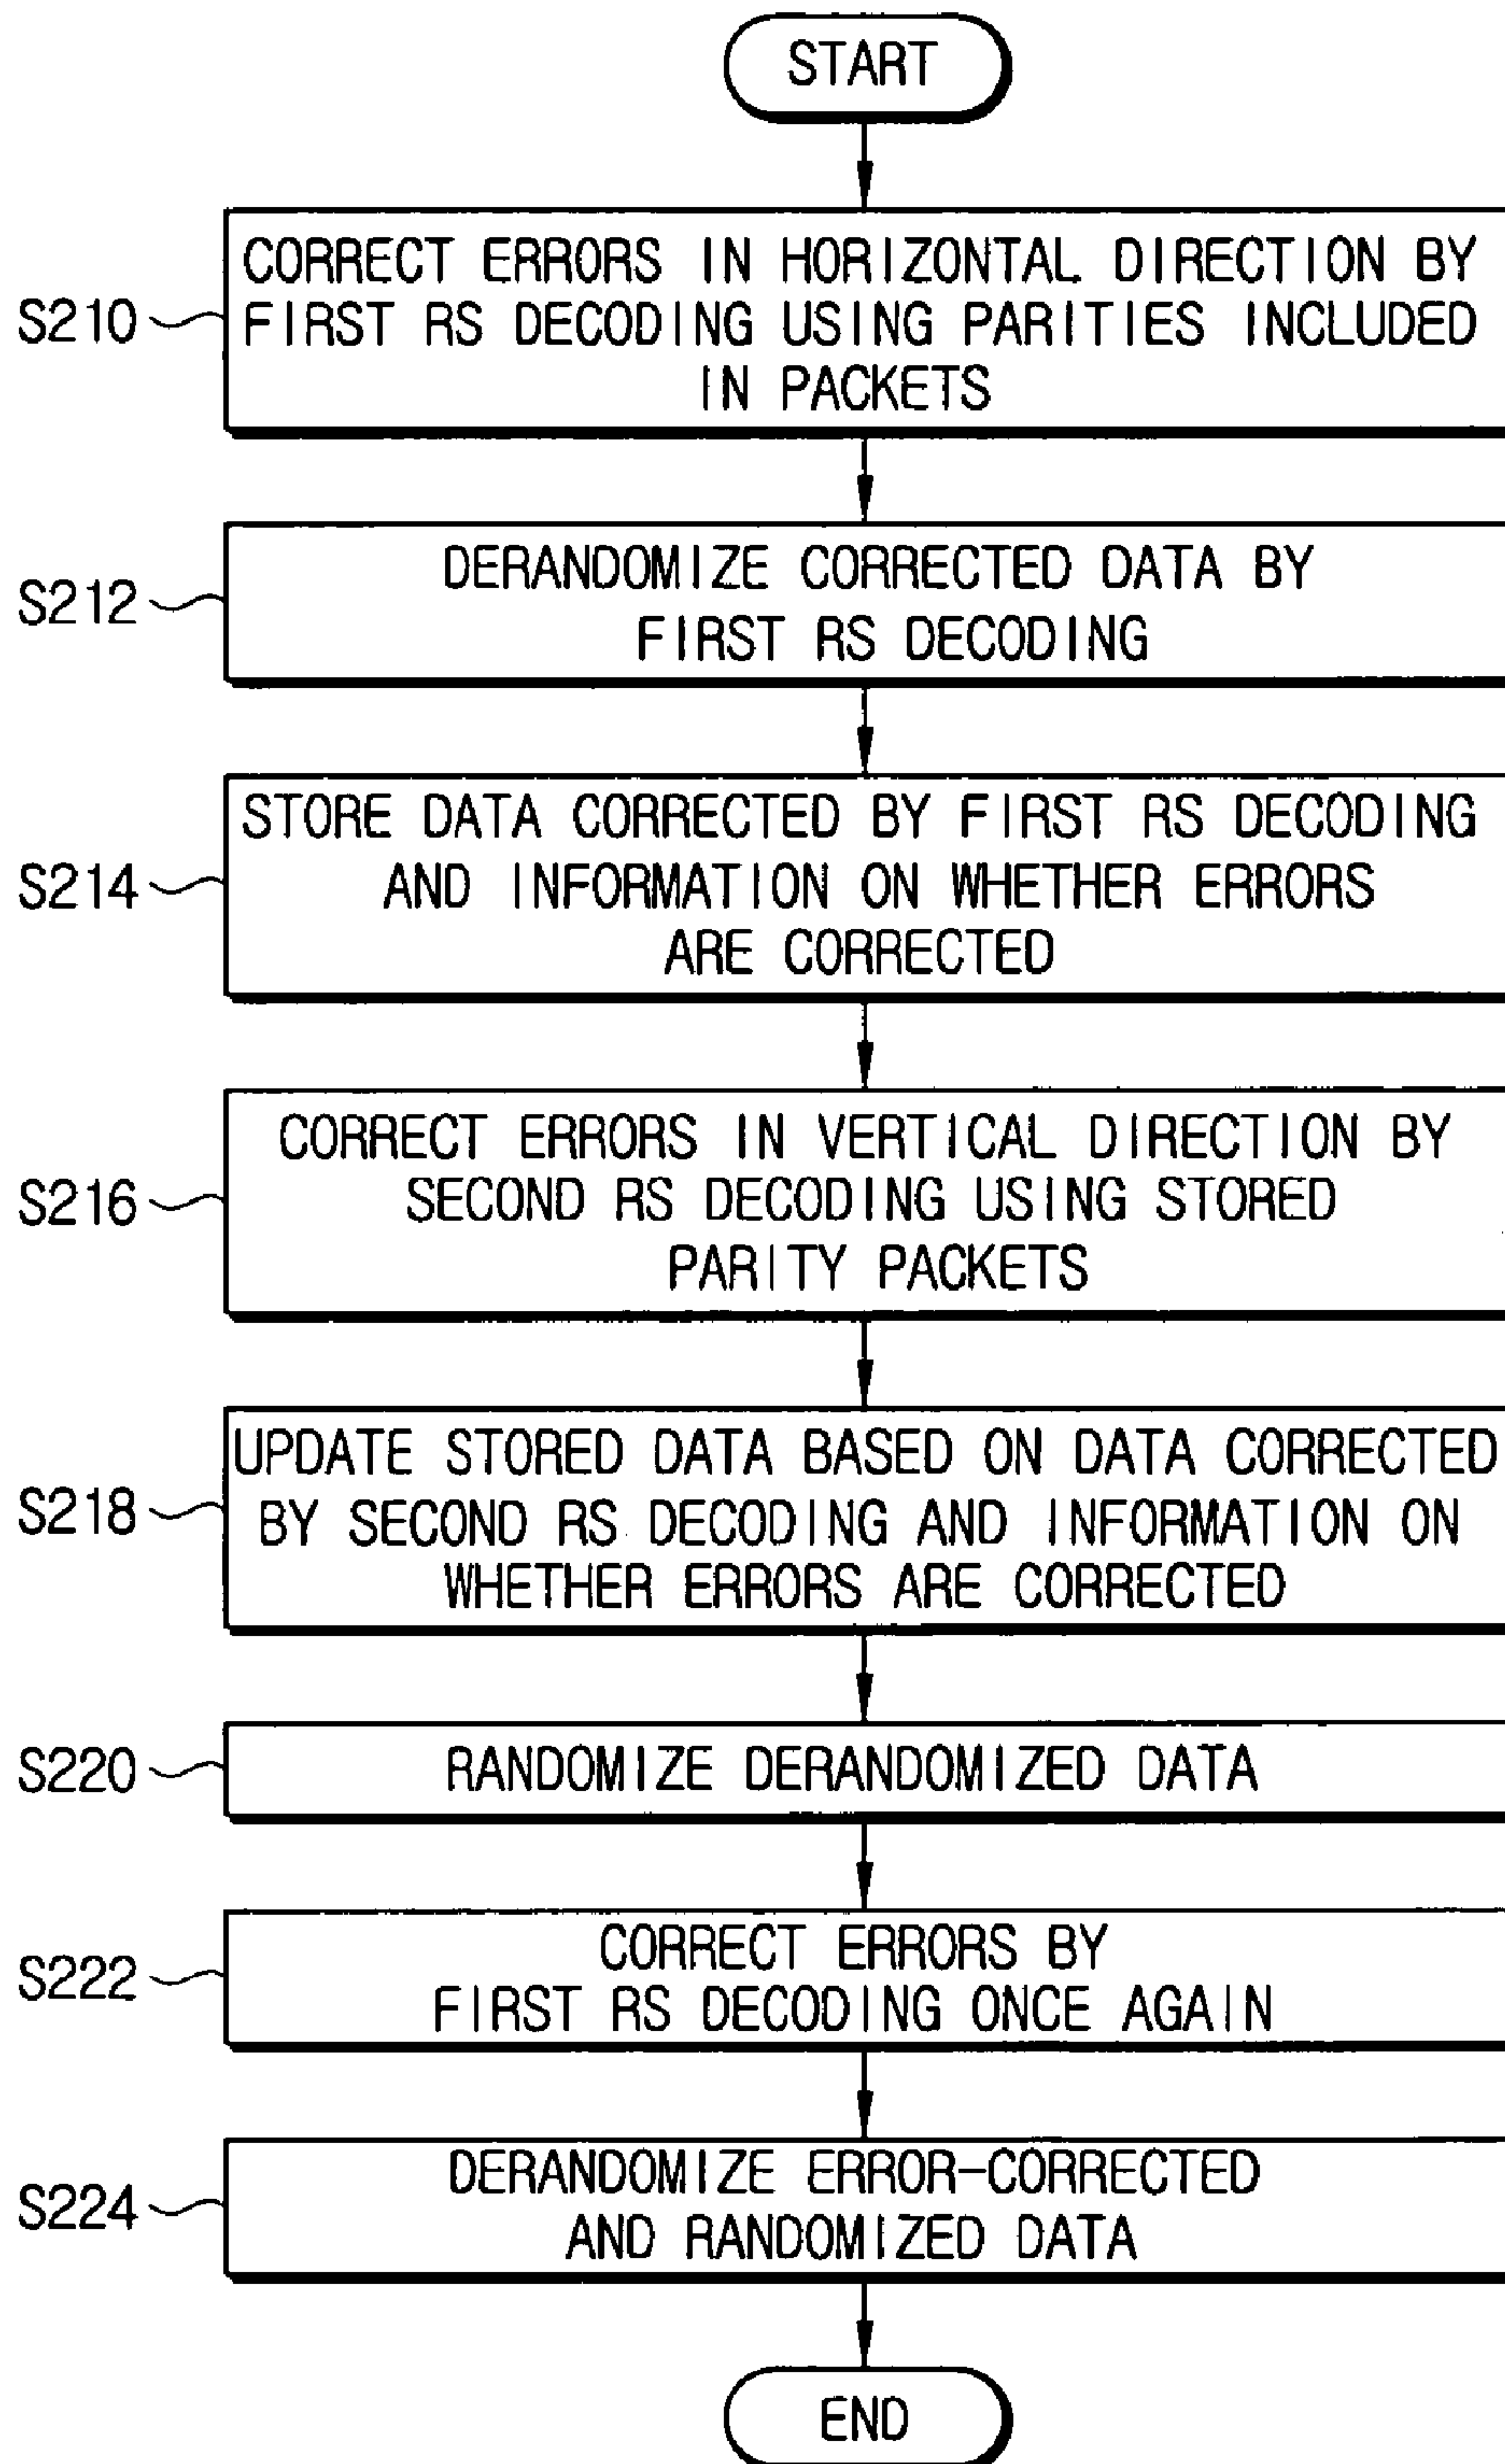 START
S210
CORRECT ERRORS IN HORIZONTAL DIRECTION BY
FIRST RS DECODING USING PARITIES INCLUDED
IN PACKETS
S212
DERANDOMIZE CORRECTED DATA BY
FIRST RS DECODING
S214
STORE DATA CORRECTED BY FIRST RS DECODING
AND INFORMATION ON WHETHER ERRORS
ARE CORRECTED
S216
CORRECT ERRORS IN VERTICAL DIRECTION BY
SECOND RS DECODING USING STORED
PARITY PACKETS
S218
UPDATE STORED DATA BASED ON DATA CORRECTED
BY SECOND RS DECODING AND INFORMATION ON
WHETHER ERRORS ARE CORRECTED
S220
RANDOMIZE DERANDOMIZED DATA
S222
CORRECT ERRORS BY
FIRST RS DECODING ONCE AGAIN
S224
DERANDOMIZE ERROR-CORRECTED
AND RANDOMIZED DATA
END